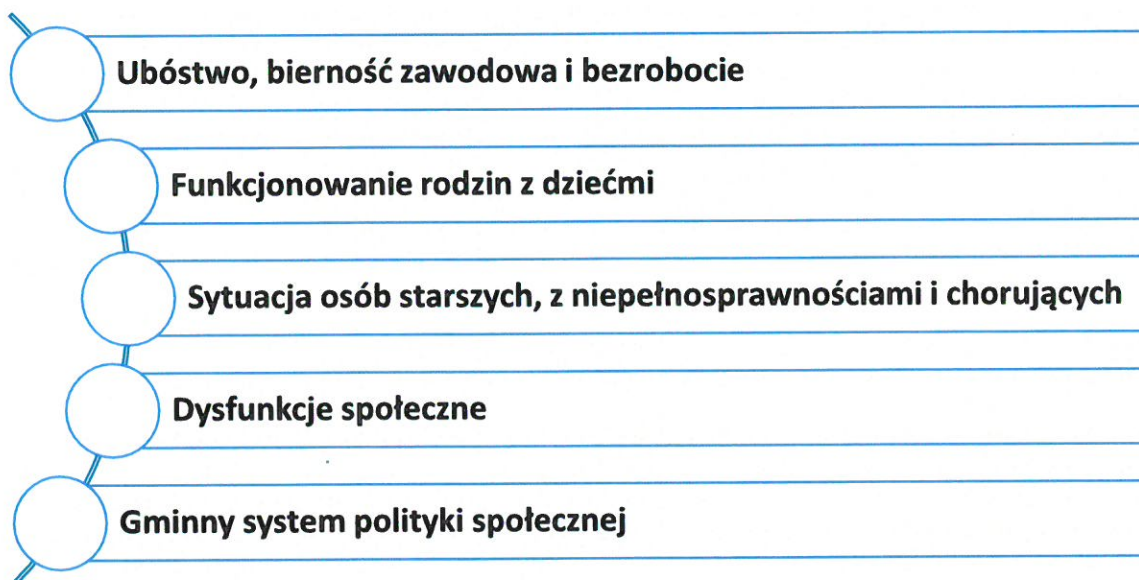 Ubóstwo, bierność zawodowa i bezrobocie
Funkcjonowanie rodzin z dziećmi
Sytuacja osób starszych, z niepełnosprawnościami i chorujących
Dysfunkcje społeczne
Gminny system polityki społecznej